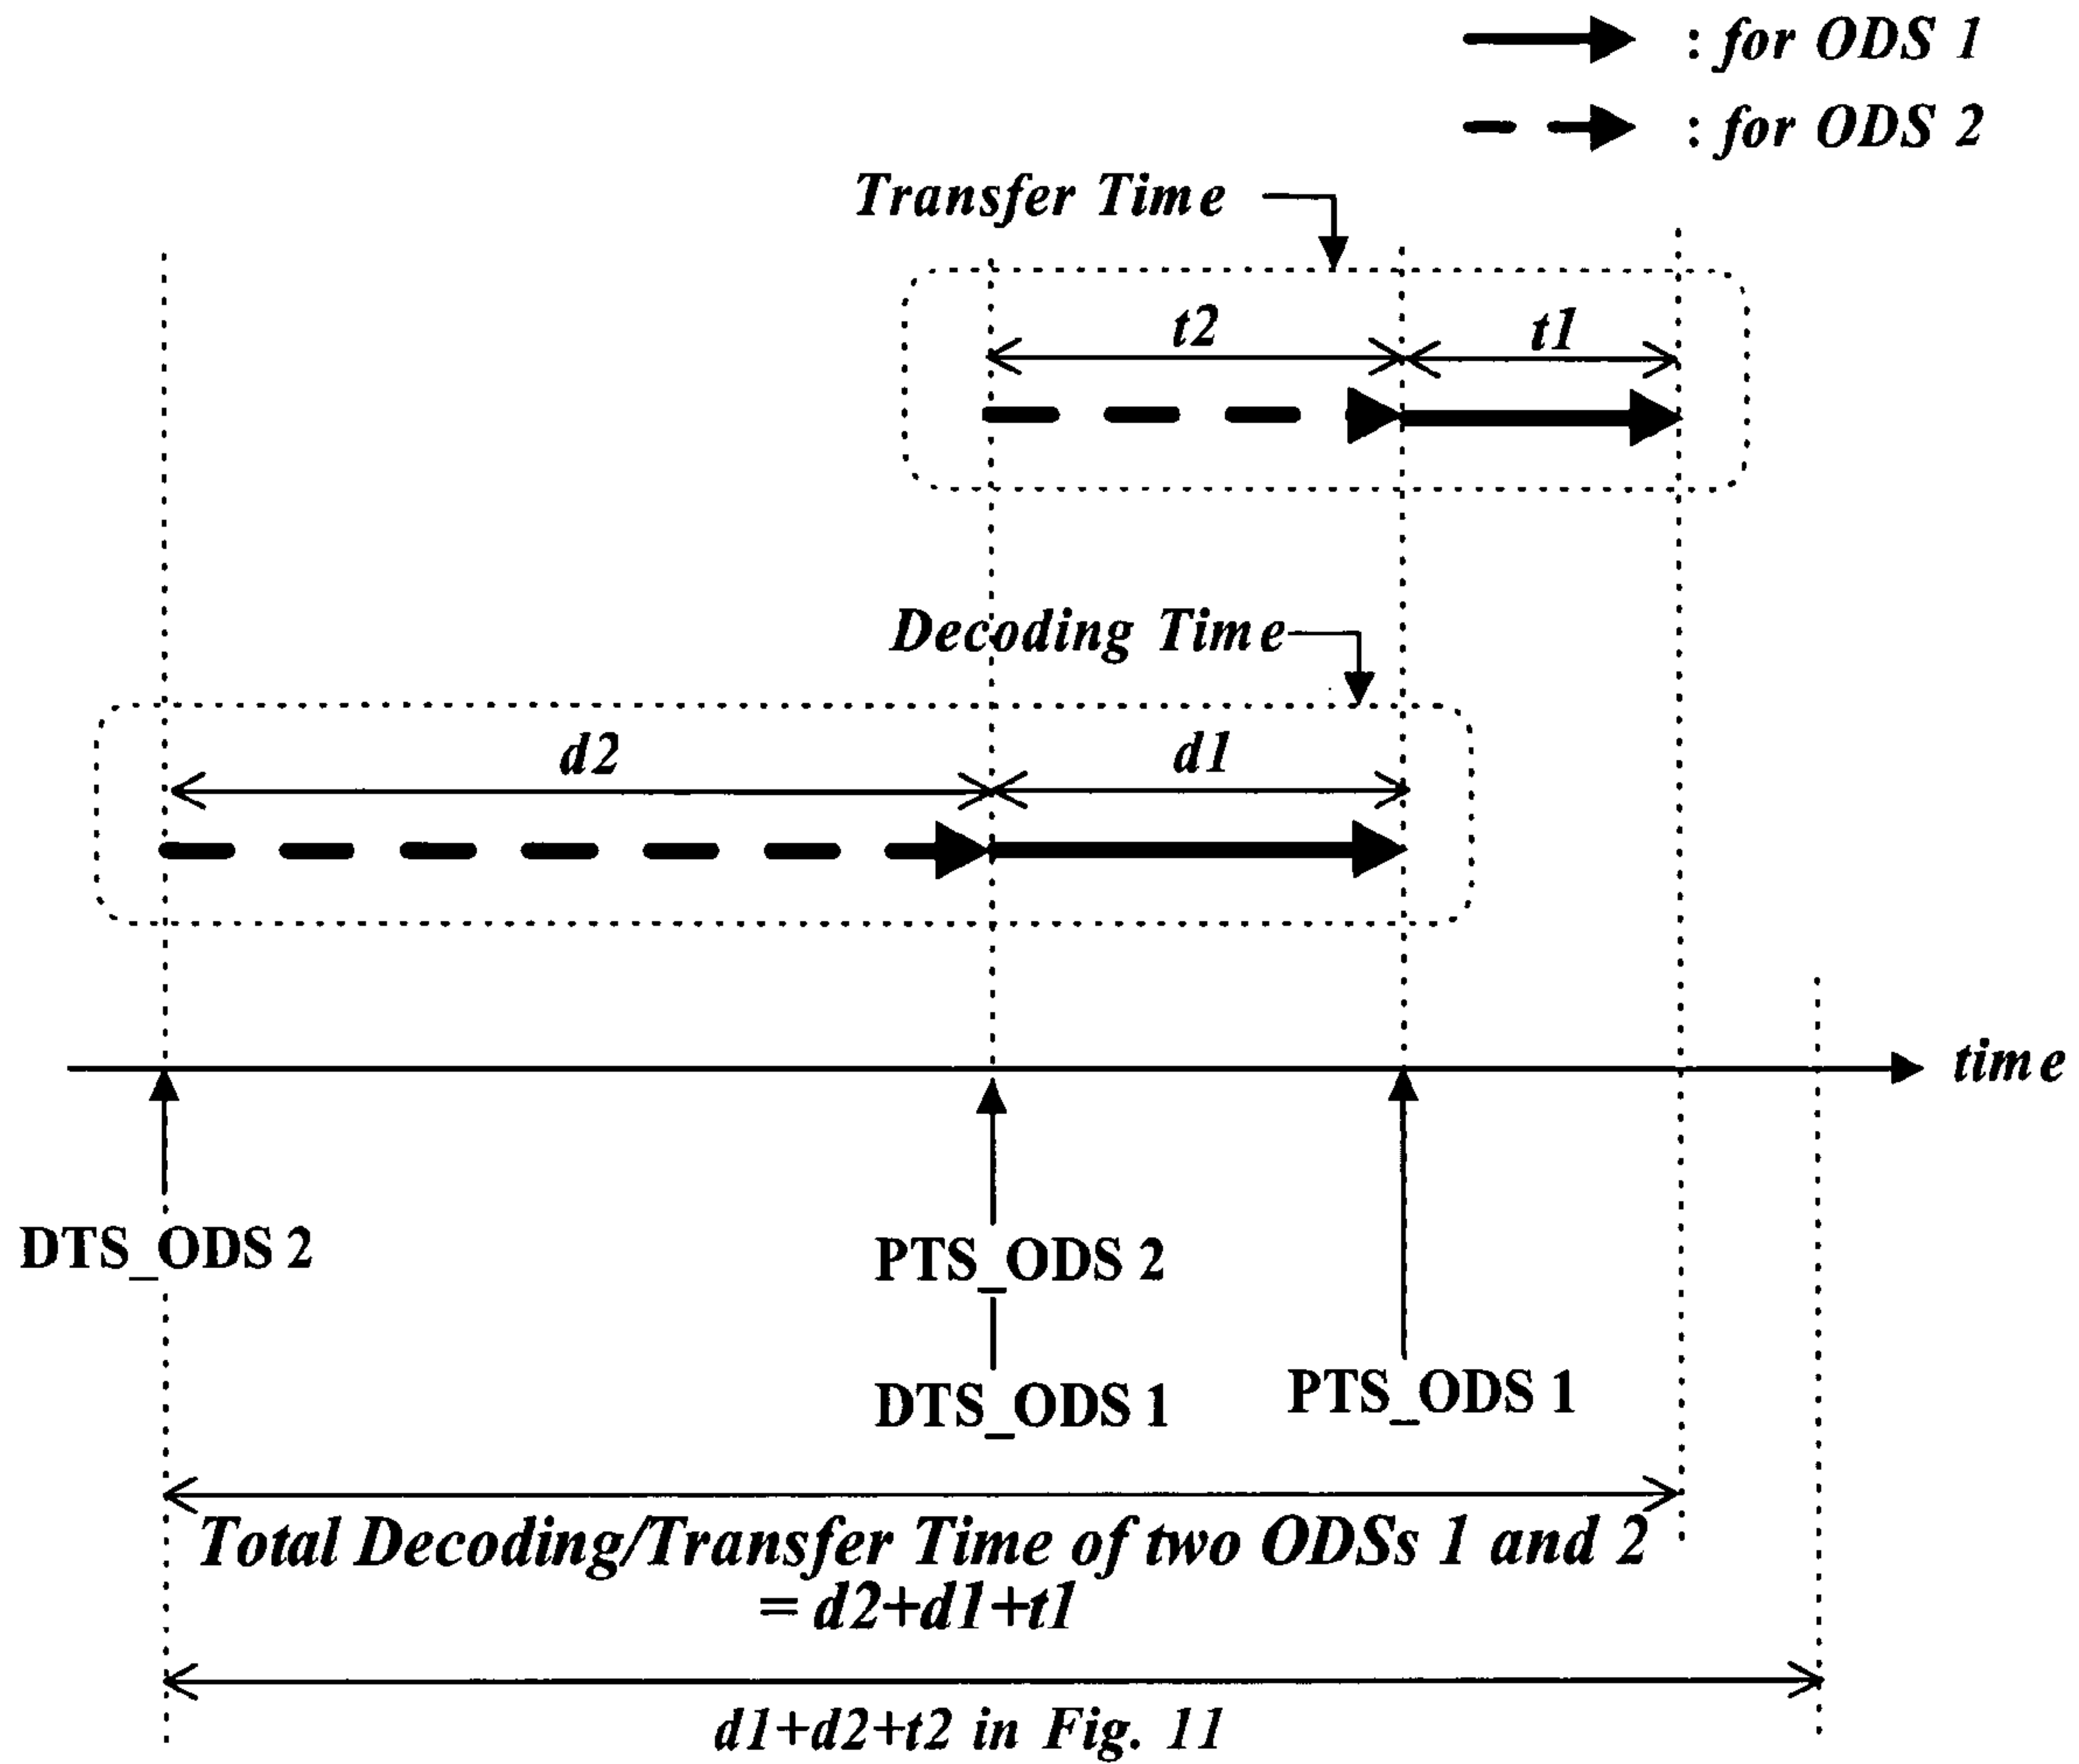 : for ODS 1
: for ODS 2
Transfer Time
t2
t1
Decoding Time
d2
d1
time
DTS_ODS 2
PTS_ODS 2
DTS_ODS 1
PTS_ODS 1
Total Decoding/Transfer Time of two ODSs 1 and 2
= d2+d1+t1
d1+d2+t2 in Fig. 11